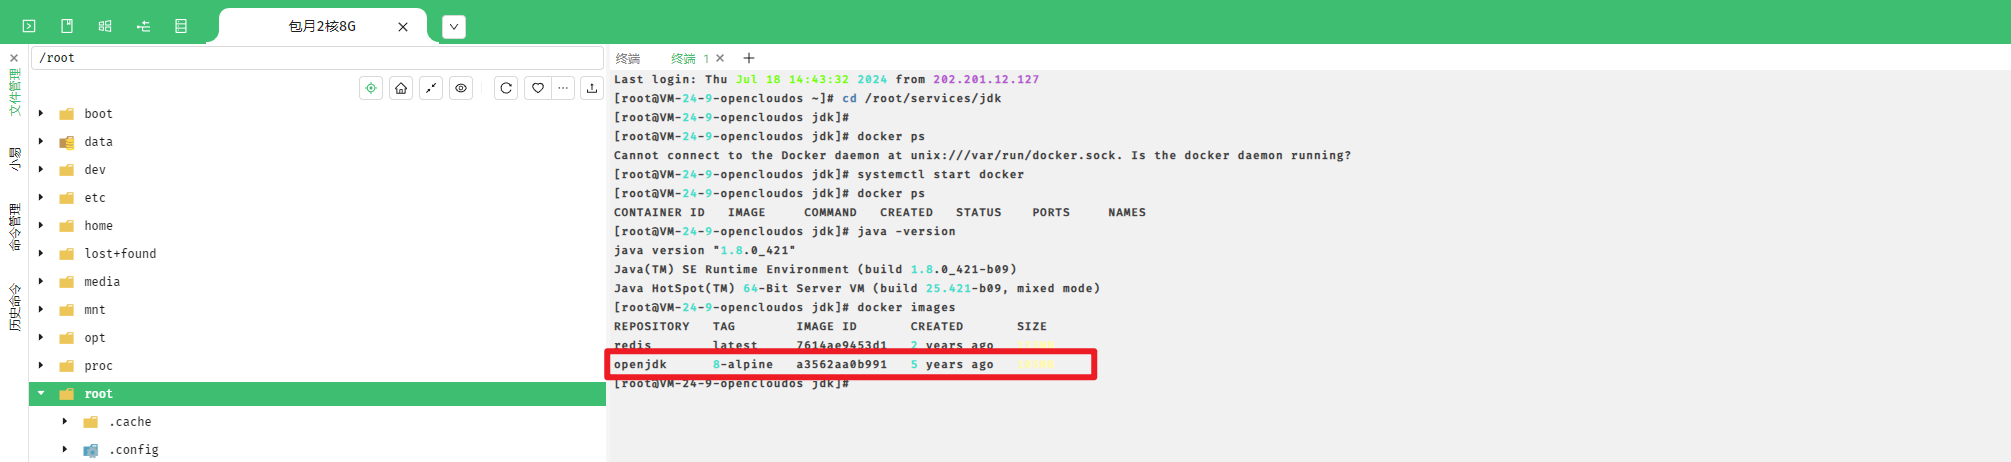 包月2核8G
/root
文件管理
小易
命令管理
历史命令
boot
data
dev
etc
home
lost+found
media
mnt
opt
proc
root
.cache
.config
终端
终端 1
Last login: Thu Jul 18 14:43:32 2024 from 202.201.12.127
[root@VM-24-9-opencloudos ~]# cd /root/services/jdk
[root@VM-24-9-opencloudos jdk]#
[root@VM-24-9-opencloudos jdk]# docker ps
Cannot connect to the Docker daemon at unix:///var/run/docker.sock. Is the docker daemon running?
[root@VM-24-9-opencloudos jdk]# systemctl start docker
[root@VM-24-9-opencloudos jdk]# docker ps
CONTAINER ID IMAGE COMMAND CREATED STATUS PORTS NAMES
[root@VM-24-9-opencloudos jdk]# java -version
java version "1.8.0_421"
Java(TM) SE Runtime Environment (build 1.8.0_421-b09)
Java HotSpot(TM) 64-Bit Server VM (build 25.421-b09, mixed mode)
[root@VM-24-9-opencloudos jdk]# docker images
REPOSITORY TAG IMAGE ID CREATED SIZE
redis latest 7614ae9453d1 2 years ago
openjdk 8-alpine a3562aa0b991 5 years ago
[root@VM-24-9-opencloudos jdk]#